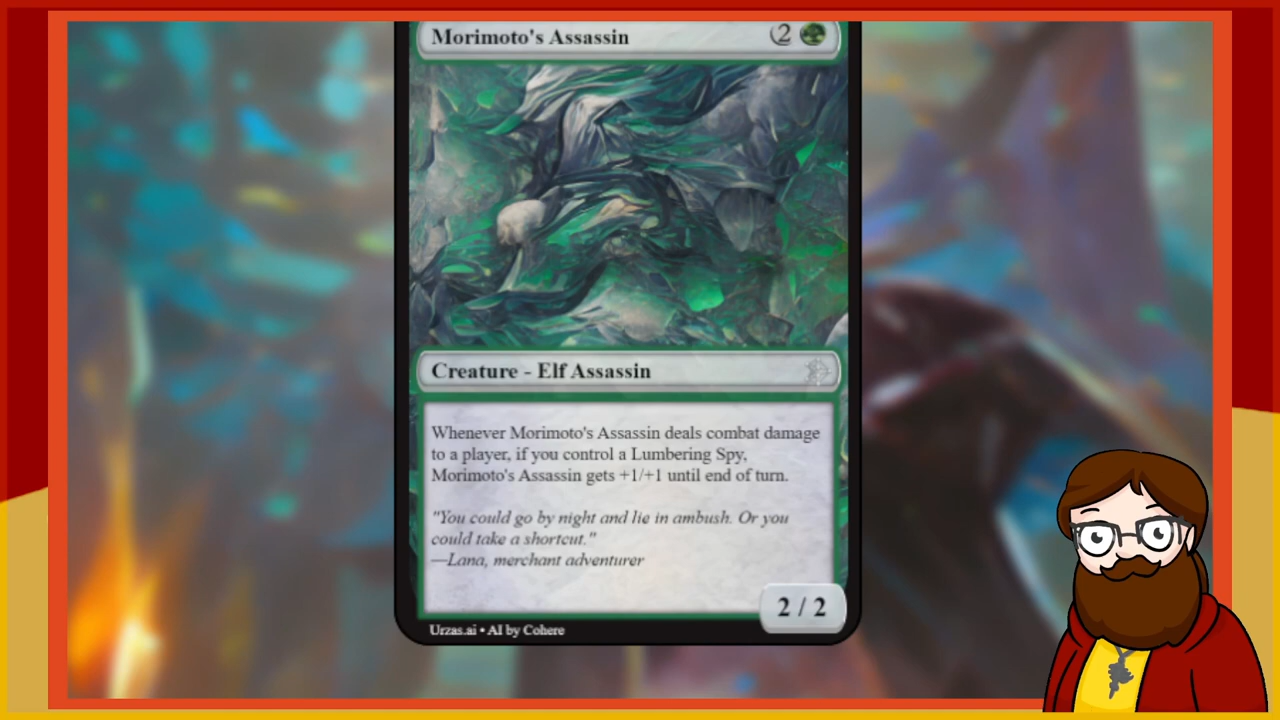 Morimoto's Assassin 2
Creature - Elf Assassin
Whenever Morimoto's Assassin deals combat damage
to a player, if you control a Lumbering Spy,
Morimoto's Assassin gets +1/+1 until end of turn.
"You could go by night and lie in ambush. Or you
could take a shortcut."
—Lana, merchant adventurer
2 / 2
Urzas.ai • AI by Cohere